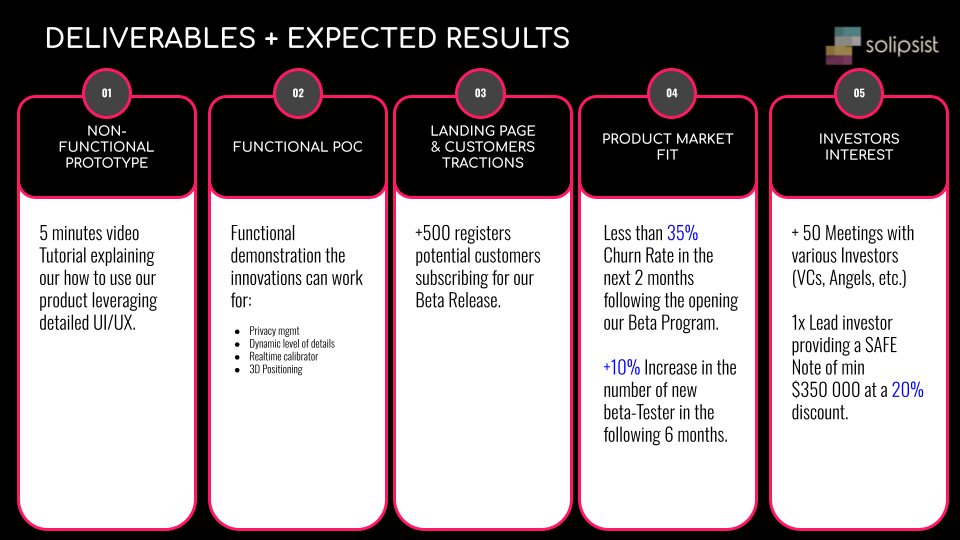 DELIVERABLES + EXPECTED RESULTS
solipsist
01
NON-
FUNCTIONAL
PROTOTYPE
5 minutes video
Tutorial explaining
our how to use our
product leveraging
detailed UI/UX.
02
FUNCTIONAL POC
Functional
demonstration the
innovations can work
for:
● Privacy mgmt
● Dynamic level of details
● Realtime calibrator
● 3D Positioning
03
LANDING PAGE
& CUSTOMERS
TRACTIONS
+500 registers
potential customers
subscribing for our
Beta Release.
04
PRODUCT MARKET
FIT
Less than 35%
Churn Rate in the
next 2 months
following the opening
our Beta Program.
+10% Increase in the
number of new
beta-Tester in the
following 6 months.
05
INVESTORS
INTEREST
+ 50 Meetings with
various Investors
(VCs, Angels, etc.)
1x Lead investor
providing a SAFE
Note of min
$350 000 at a 20%
discount.